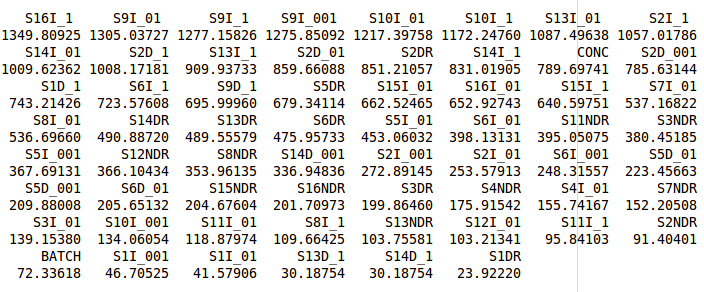 S16I_1 S9I_01 S9I_1 S9I_001 S10I_01 S10I_1 S13I_01 S2I_1
1349.80925 1305.03727 1277.15826 1275.85092 1217.39758 1172.24760 1087.49638 1057.01786
S14I_01 S2D_1 S13I_1 S2D_01 S2DR S14I_1 CONC S2D_001
1009.62362 1008.17181 909.93733 859.66088 851.21057 831.01905 789.69741 785.63144
S1D_1 S6I_1 S9D_1 S5DR S15I_01 S16I_01 S15I_1 S7I_01
743.21426 723.57608 695.99960 679.34114 662.52465 652.92743 640.59751 537.16822
S8I_01 S14DR S13DR S6DR S5I_01 S6I_01 S11NDR S3NDR
536.69660 490.88720 489.55579 475.95733 453.06032 398.13131 395.05075 380.45185
S5I_001 S12NDR S8NDR S14D_001 S2I_001 S2I_01 S6I_001 S5D_01
367.69131 366.10434 353.96135 336.94836 272.89145 253.57913 248.31557 223.45663
S5D_001 S6D_01 S15NDR S16NDR S3DR S4NDR S4I_01 S7NDR
209.88008 205.65132 204.67604 201.70973 199.86460 175.91542 155.74167 152.20508
S3I_01 S10I_001 S11I_01 S8I_1 S13NDR S12I_01 S11I_1 S2NDR
139.15380 134.06054 118.87974 109.66425 103.75581 103.21341 95.84103 91.40401
BATCH S1I_001 S1I_01 S13D_1 S14D_1 S1DR
72.33618 46.70525 41.57906 30.18754 30.18754 23.92220